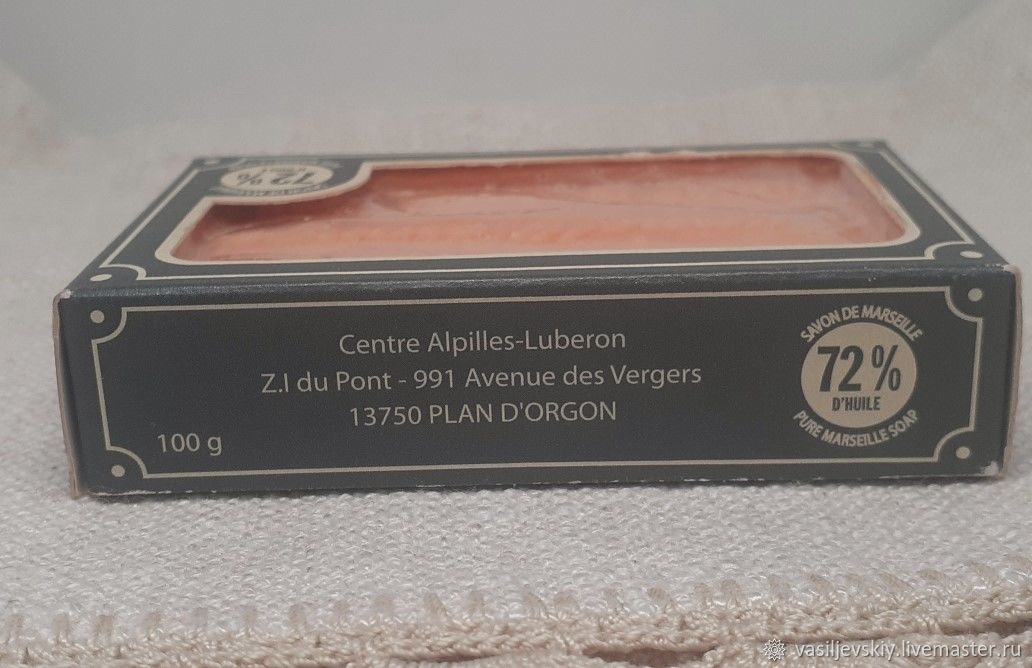 72%
Centre Alpilles-Luberon
Z.I du Pont - 991 Avenue des Vergers
13750 PLAN D'ORGON
100 g
SAVON DE MARSEILLE
72%
D'HUILE
PURE MARSEILLE SOAP
vasiljevskiy.livemaster.ru